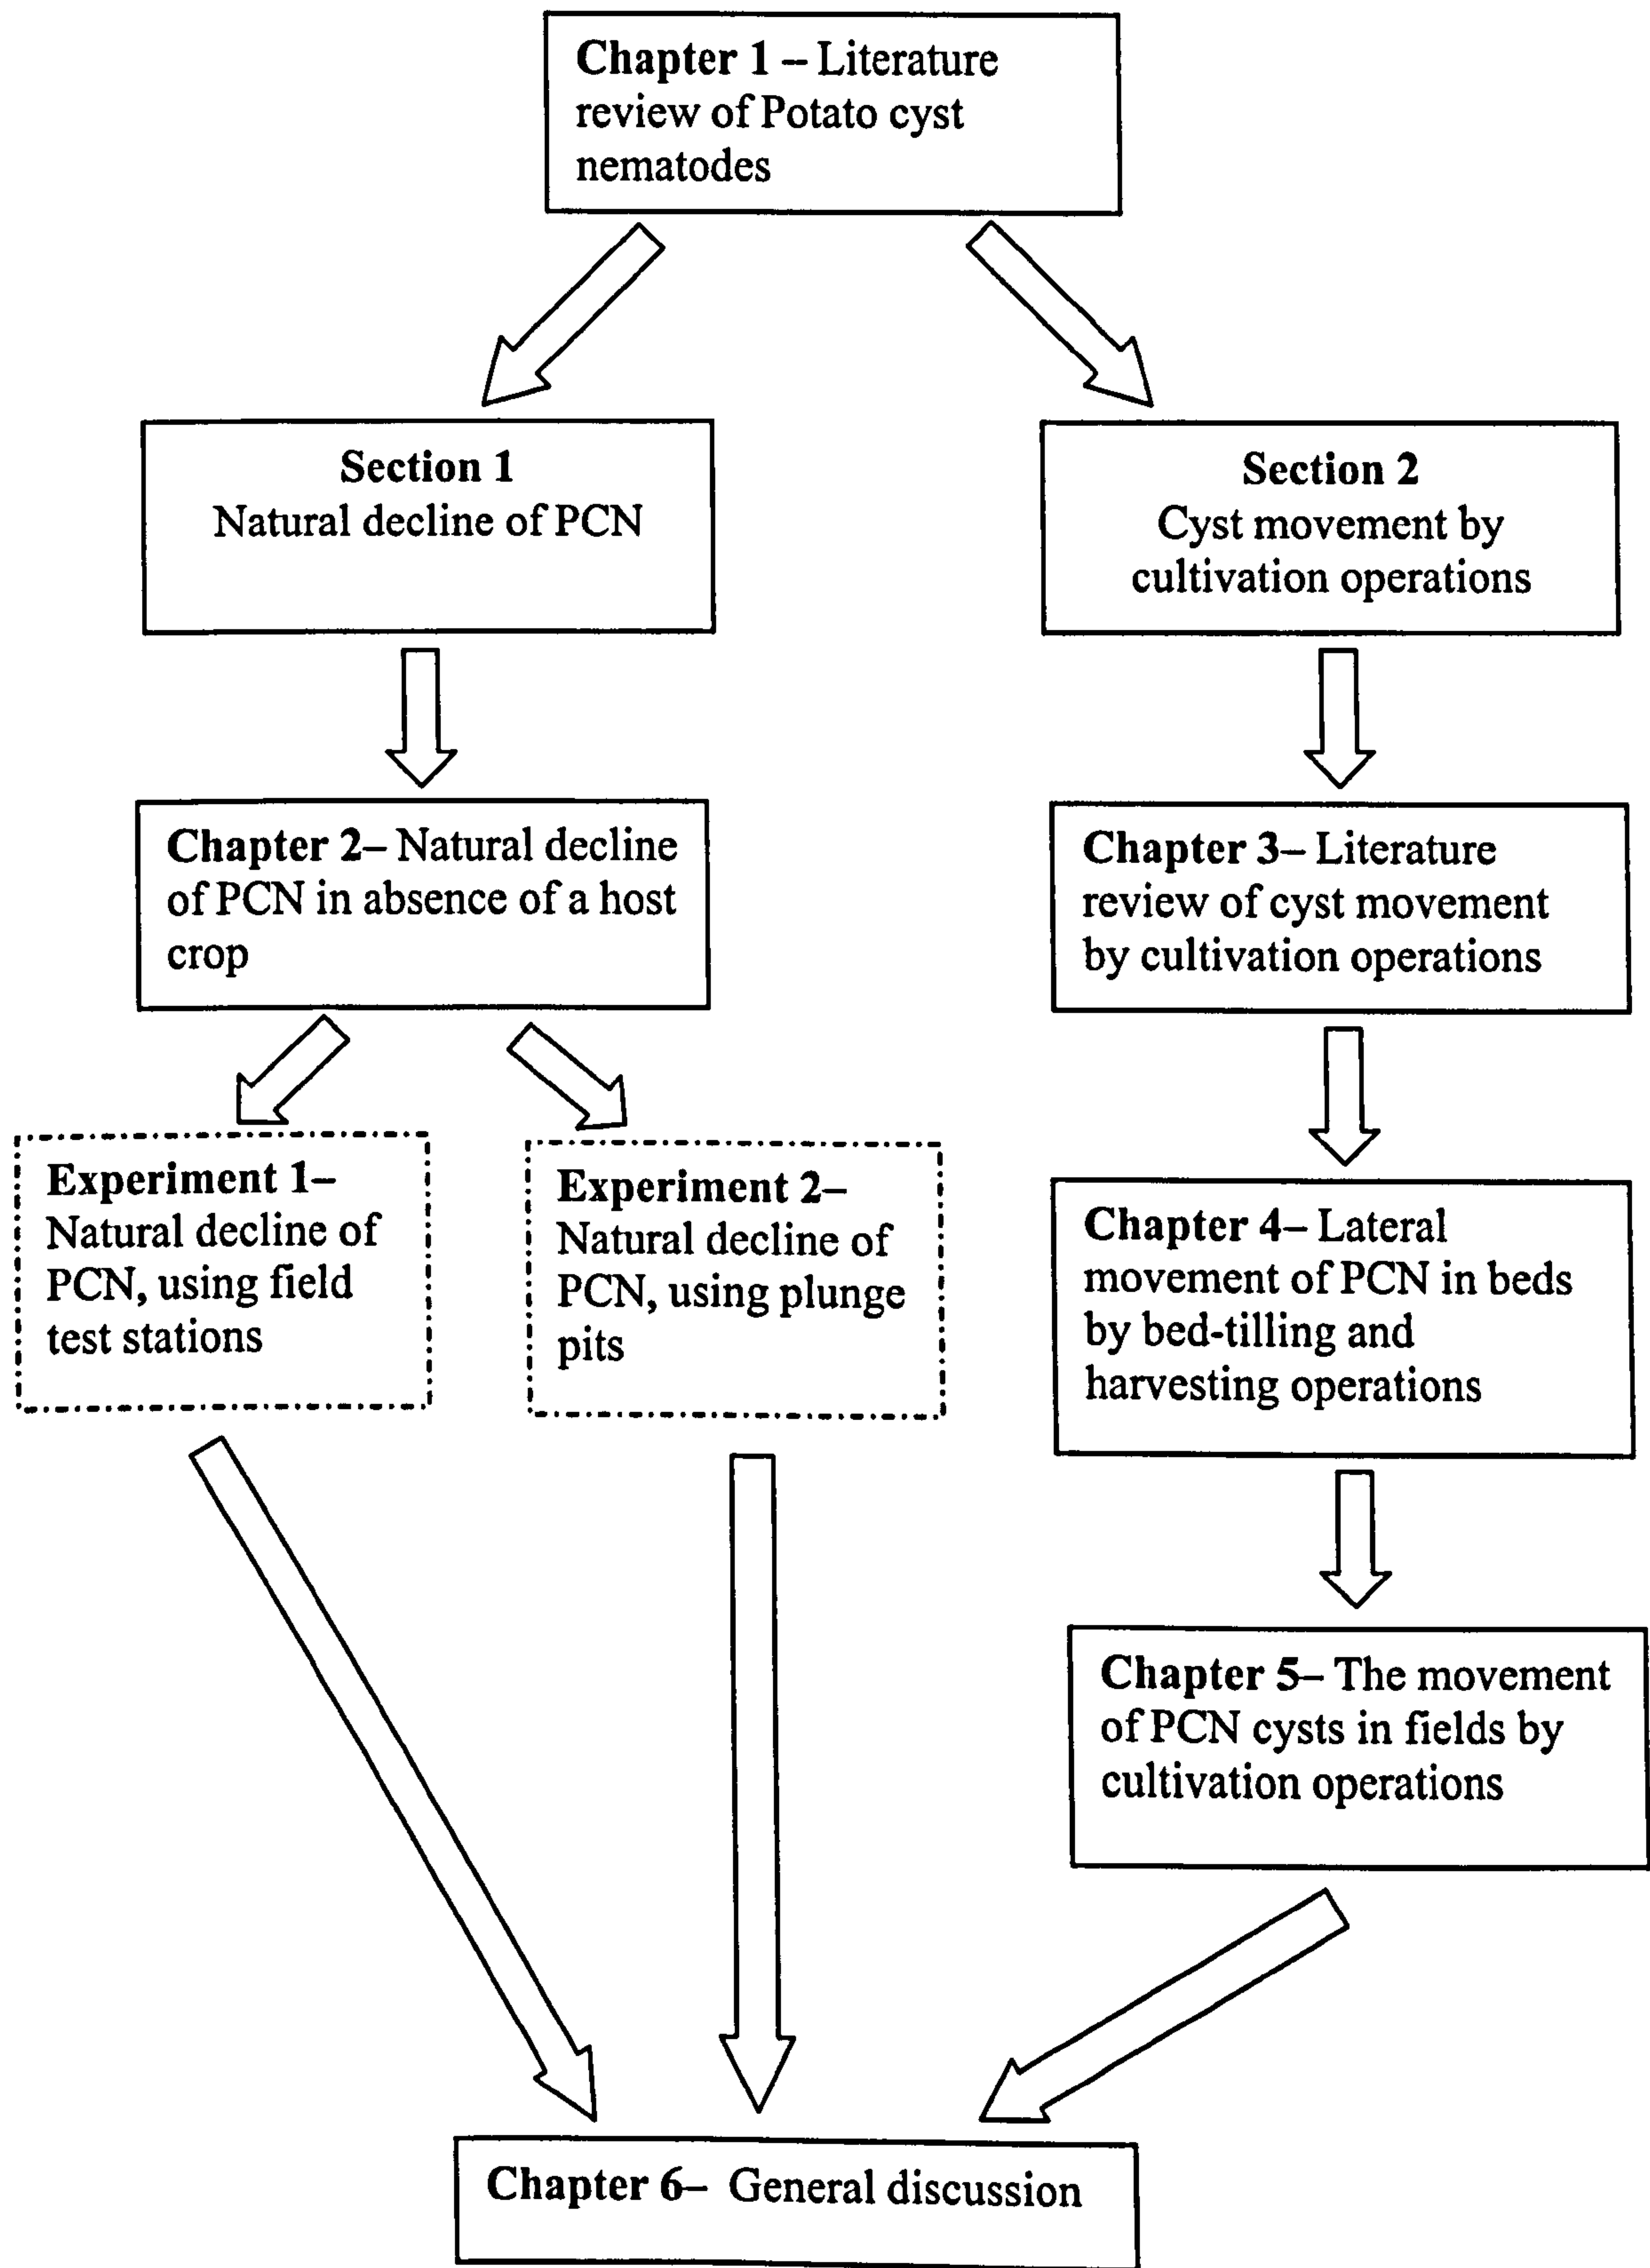 Chapter 1 – Literature
review of Potato cyst
nematodes
Section 1
Natural decline of PCN
Section 2
Cyst movement by
cultivation operations
Chapter 2– Natural decline
of PCN in absence of a host
crop
Chapter 3– Literature
review of cyst movement
by cultivation operations
Experiment 1–
Natural decline of
PCN, using field
test stations
Experiment 2–
Natural decline of
PCN, using plunge
pits
Chapter 4– Lateral
movement of PCN in beds
by bed-tilling and
harvesting operations
Chapter 5– The movement
of PCN cysts in fields by
cultivation operations
Chapter 6– General discussion